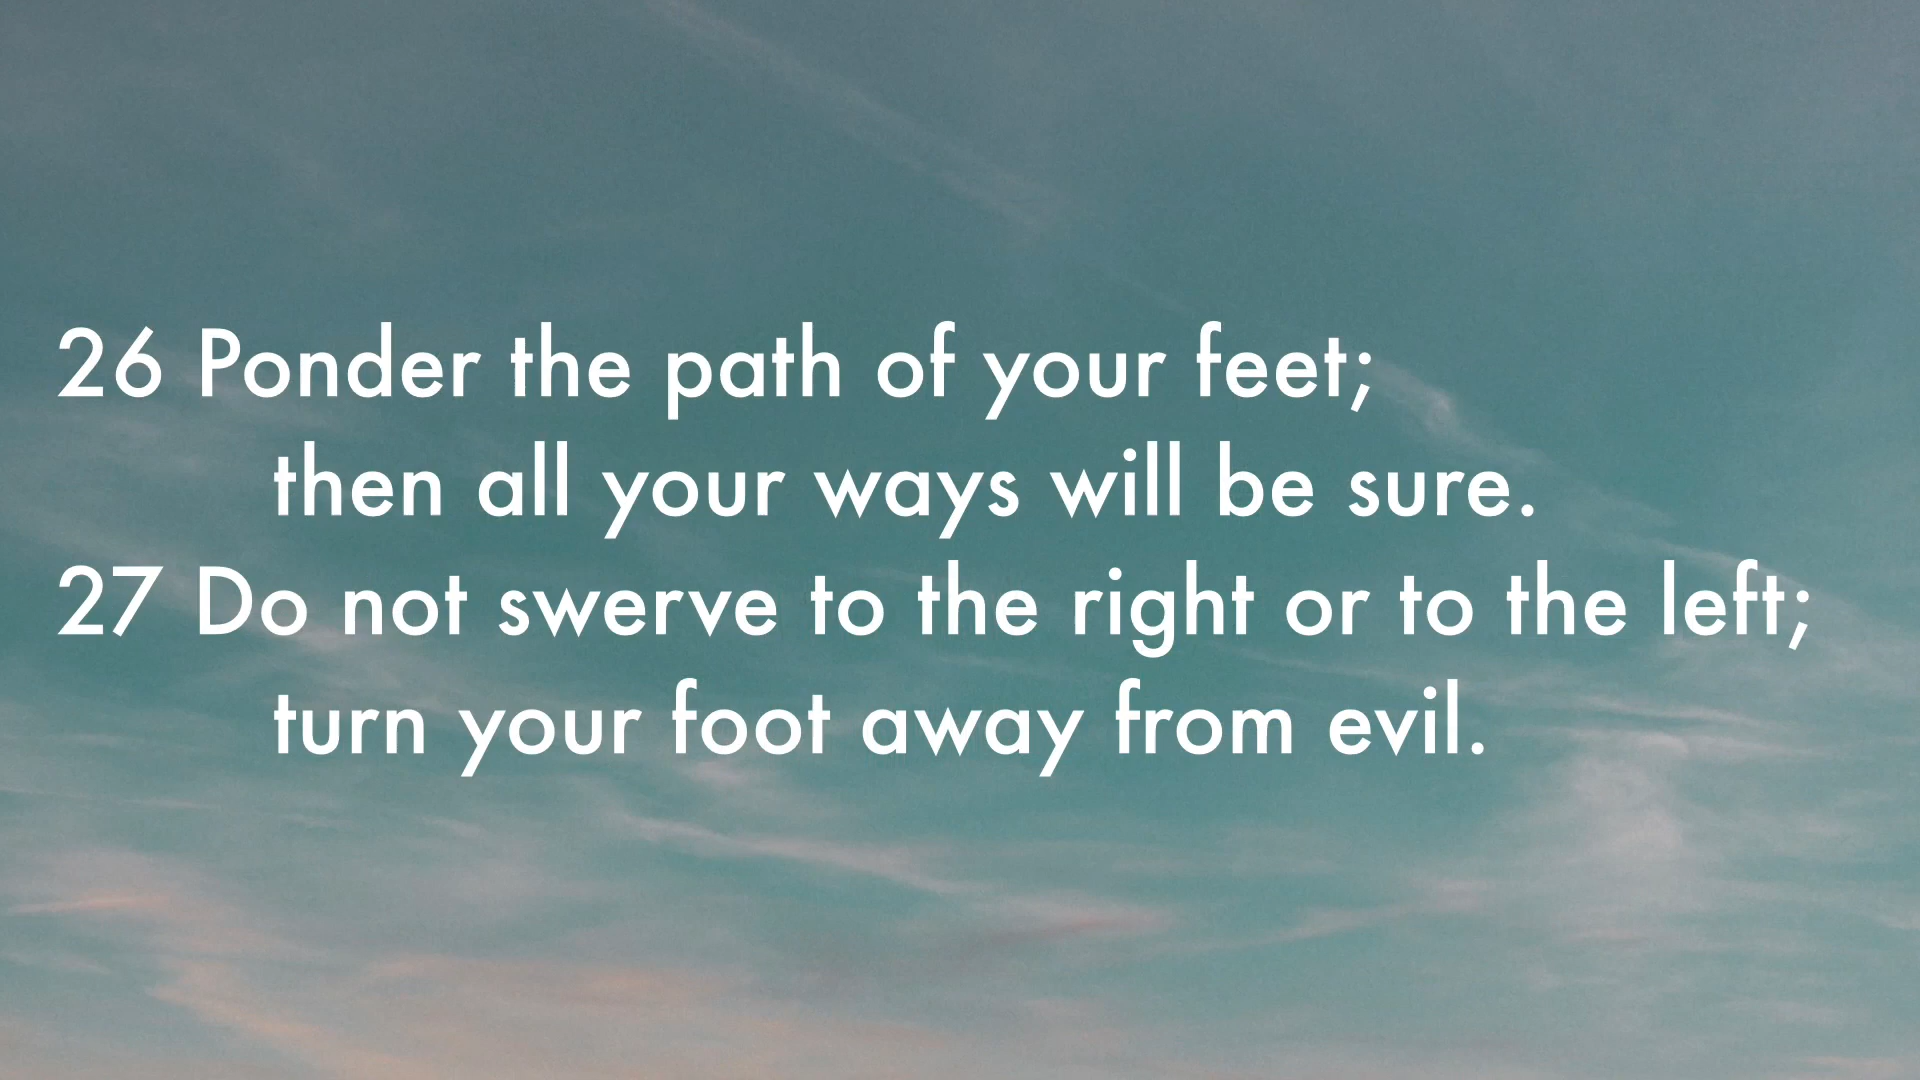 26 Ponder the path of your feet;
then all your ways will be sure.
27 Do not swerve to the right or to the left;
turn your foot away from evil.